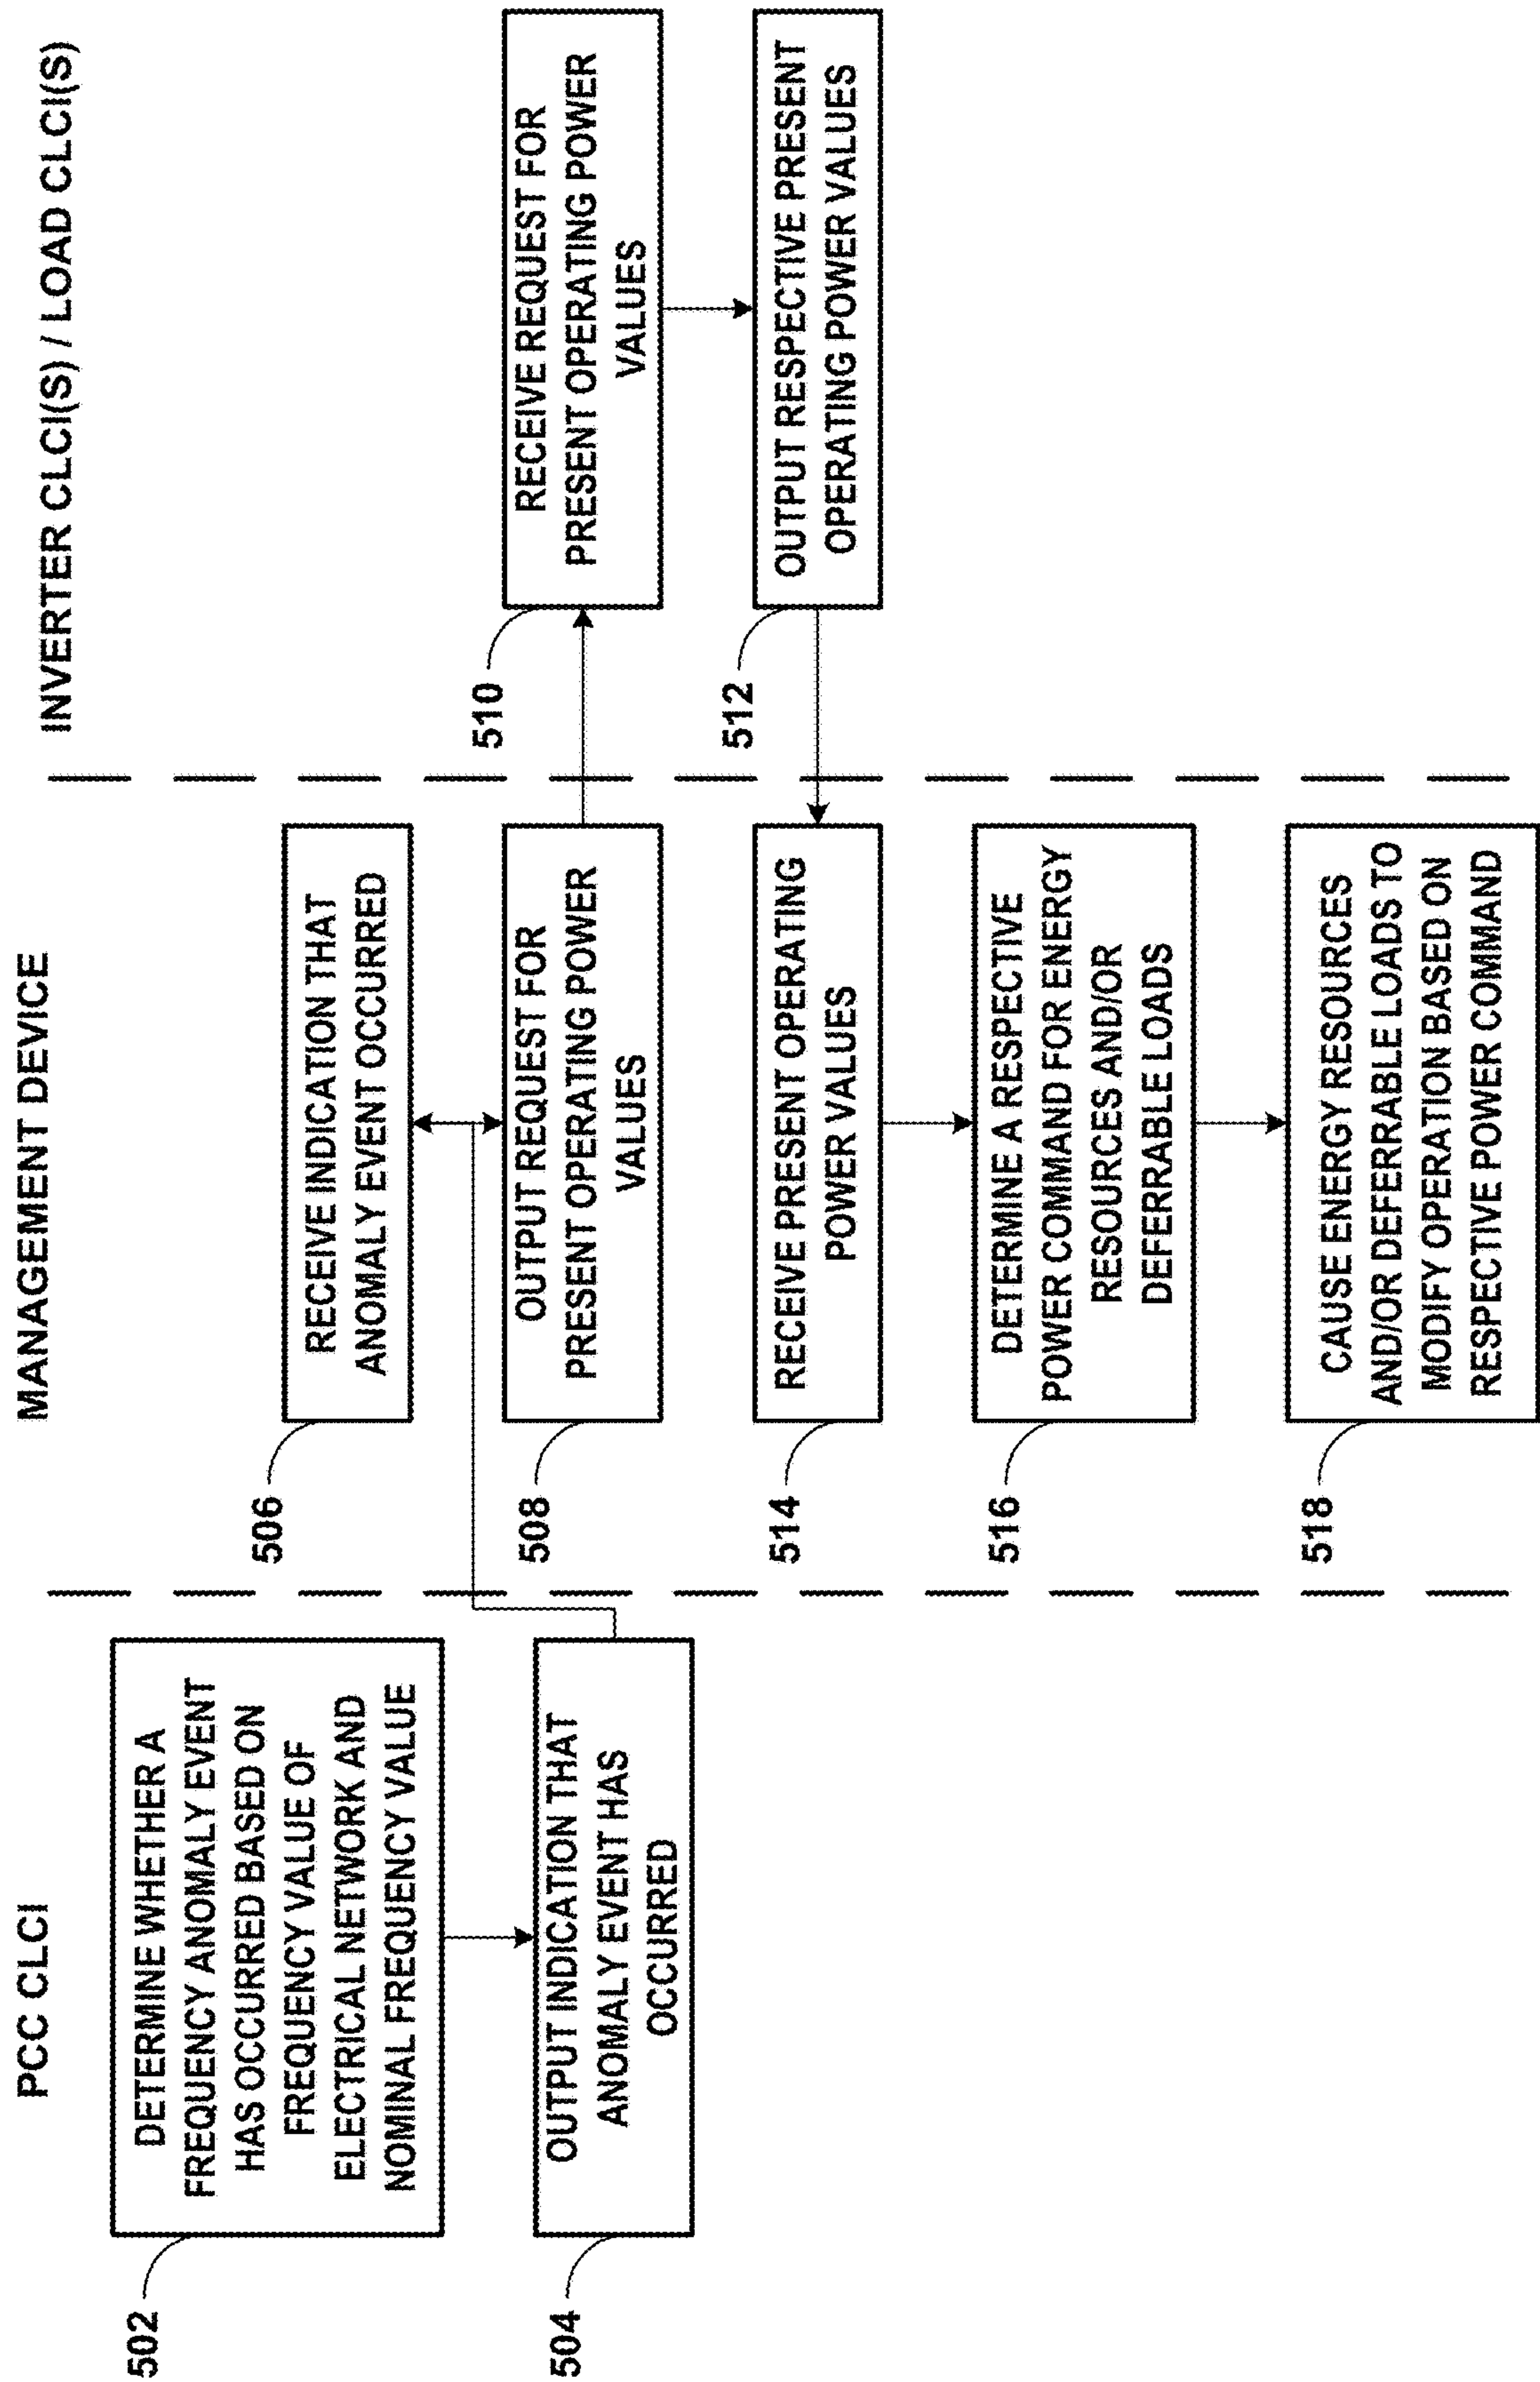 PCC CLCI
MANAGEMENT DEVICE
INVERTER CLCI(S) / LOAD CLCI(S)
502
DETERMINE WHETHER A
FREQUENCY ANOMALY EVENT
HAS OCCURRED BASED ON
FREQUENCY VALUE OF
ELECTRICAL NETWORK AND
NOMINAL FREQUENCY VALUE
504
OUTPUT INDICATION THAT
ANOMALY EVENT HAS
OCCURRED
506
RECEIVE INDICATION THAT
ANOMALY EVENT OCCURRED
508
OUTPUT REQUEST FOR
PRESENT OPERATING POWER
VALUES
510
RECEIVE REQUEST FOR
PRESENT OPERATING POWER
VALUES
512
OUTPUT RESPECTIVE PRESENT
OPERATING POWER VALUES
514
RECEIVE PRESENT OPERATING
POWER VALUES
516
DETERMINE A RESPECTIVE
POWER COMMAND FOR ENERGY
RESOURCES AND/OR
DEFERRABLE LOADS
518
CAUSE ENERGY RESOURCES
AND/OR DEFERRABLE LOADS TO
MODIFY OPERATION BASED ON
RESPECTIVE POWER COMMAND